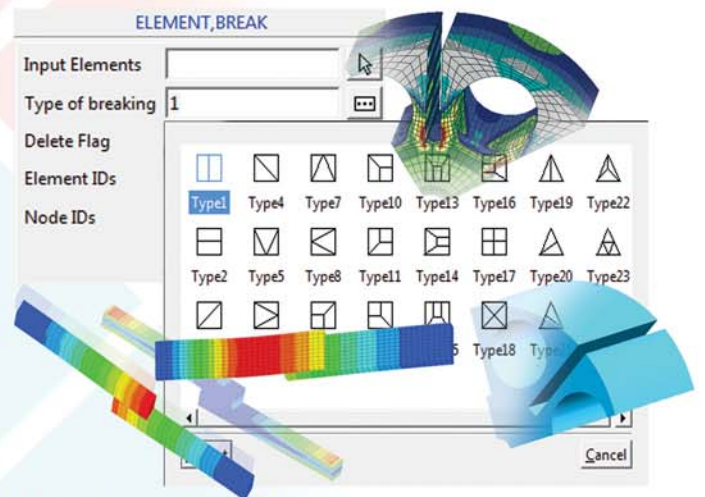 ELEMENT,BREAK
Input Elements
Type of breaking 1
Delete Flag
Element IDs
Node IDs
Type1 Type4 Type7 Type10 Type13 Type16 Type19 Type22
Type2 Type5 Type8 Type11 Type14 Type17 Type20 Type23
Type18
Cancel